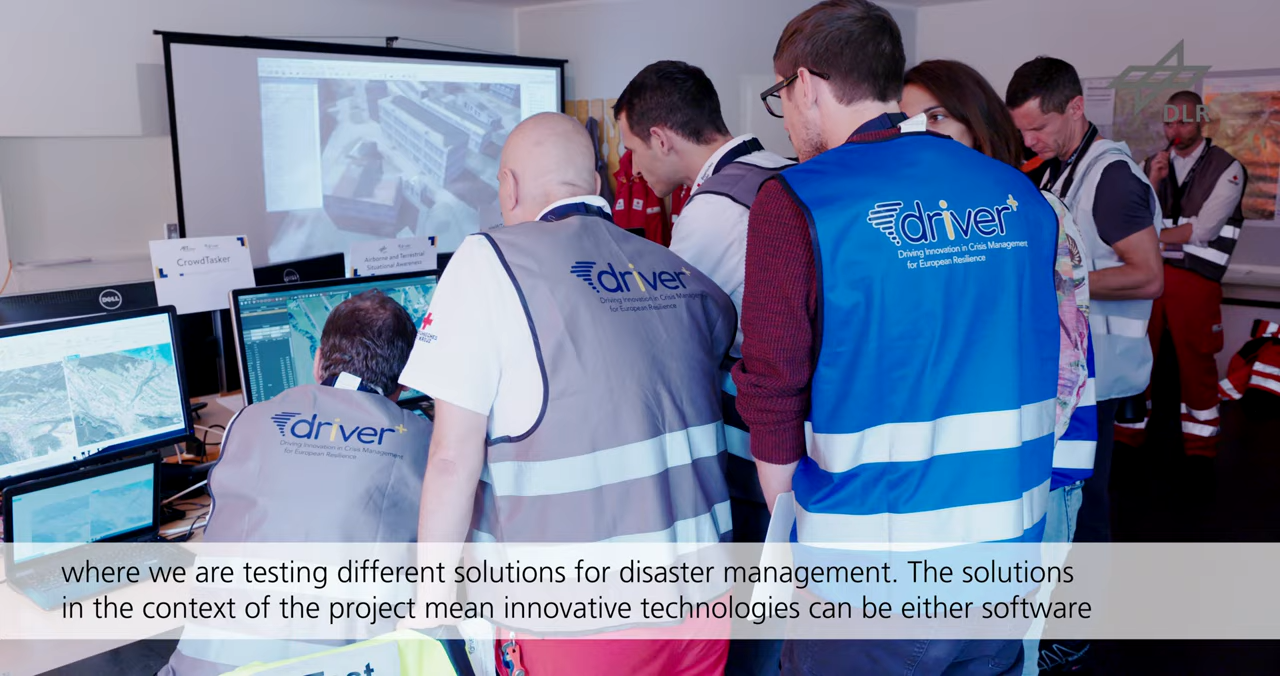 DLR
CrowdTasker
Airborne and Terrestrial
Situational Awareness
DELL
driver+
Driving Innovation in Crisis Management
for European Resilience
driver+
Driving Innovation in Crisis Management
for European Resilience
driver+
Driving Innovation in Crisis Management
for European Resilience
where we are testing different solutions for disaster management. The solutions
in the context of the project mean innovative technologies can be either software